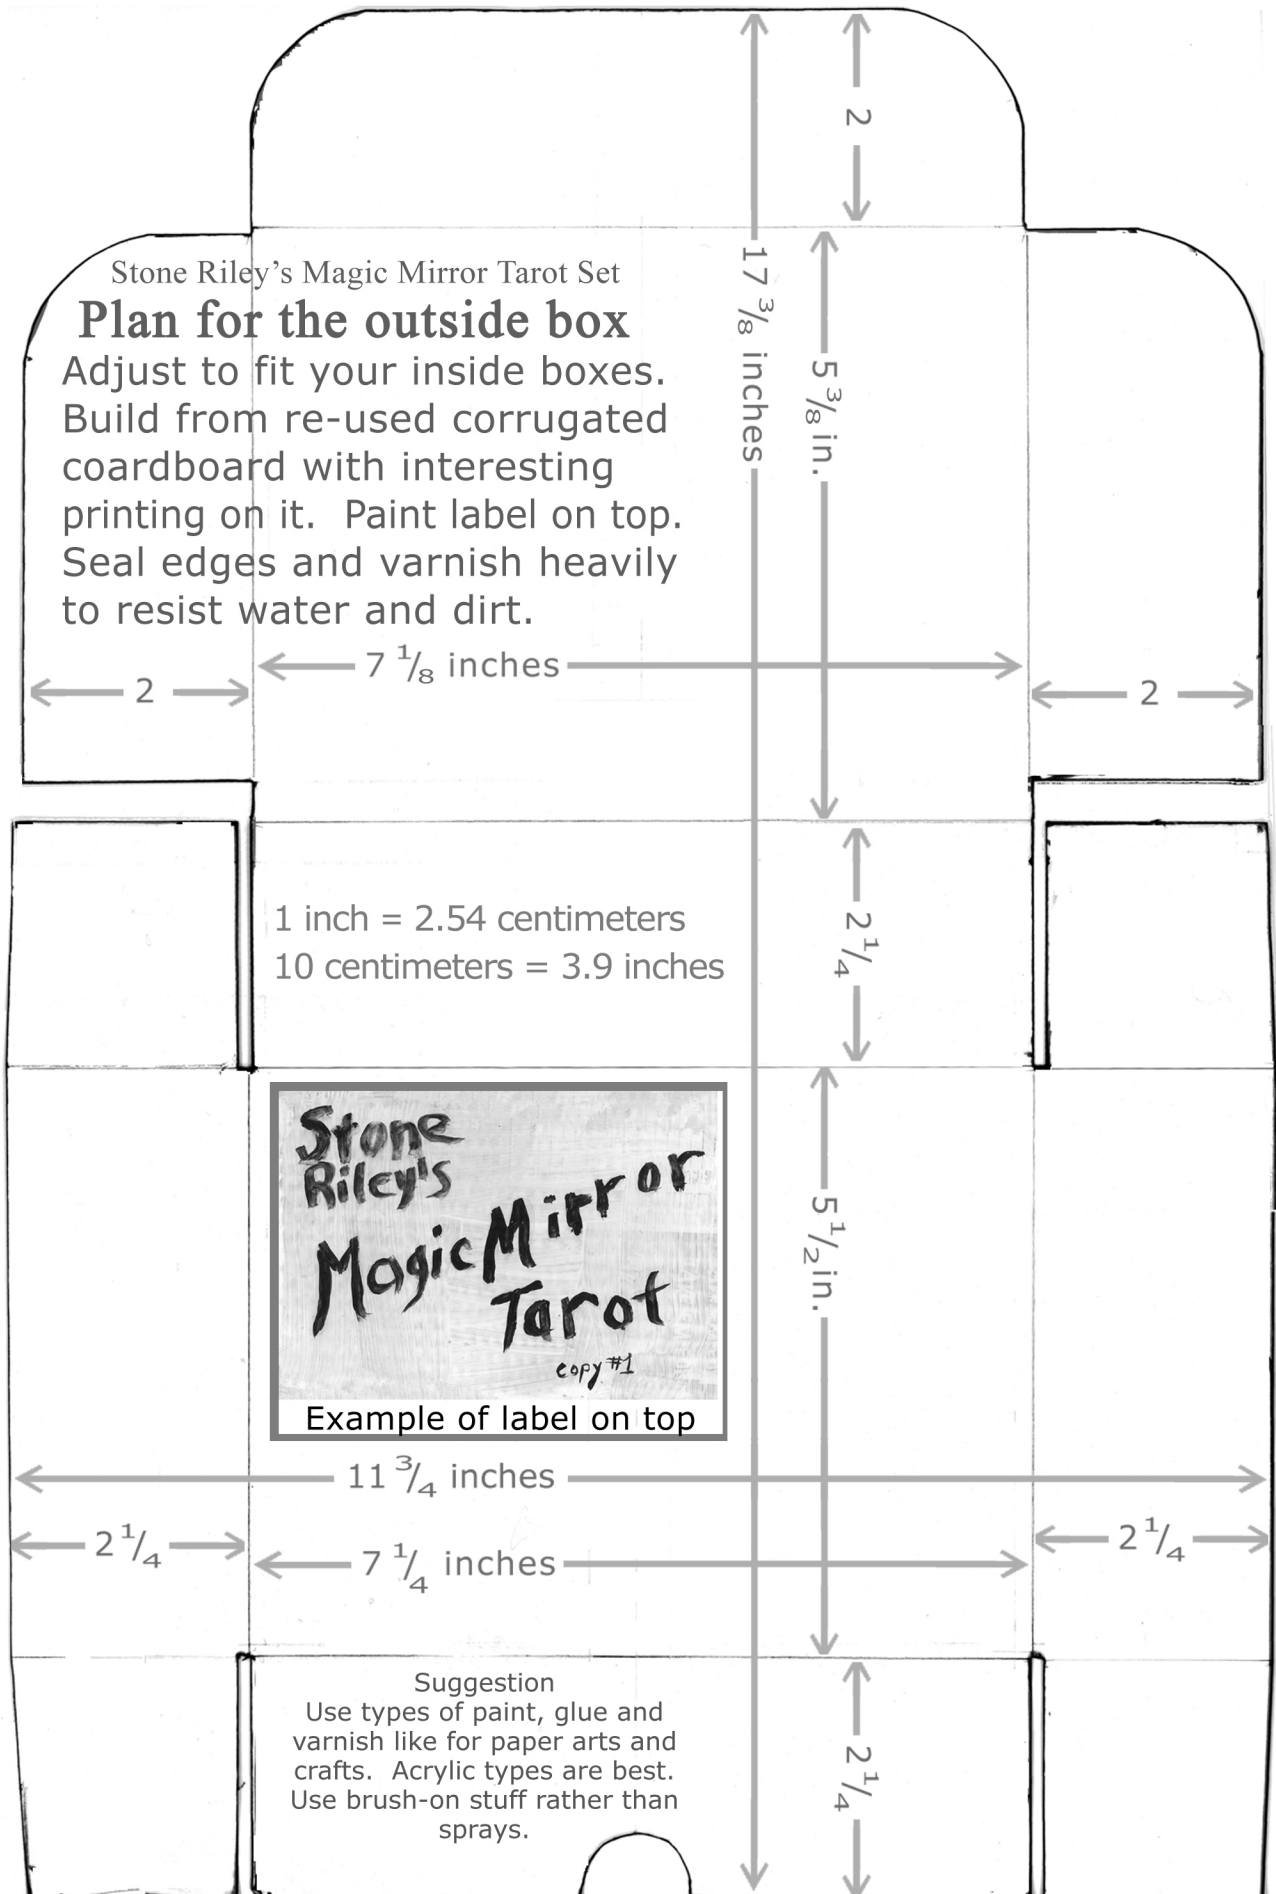 2
17 3/8 inches
5 3/8 in.
Stone Riley’s Magic Mirror Tarot Set
Plan for the outside box
Adjust to fit your inside boxes.
Build from re-used corrugated
coardboard with interesting
printing on it.  Paint label on top.
Seal edges and varnish heavily
to resist water and dirt.
7 1/8 inches
2
2
1 inch = 2.54 centimeters
10 centimeters = 3.9 inches
2 1/4
Stone
Riley's
Magic Mirror
Tarot
copy #1
Example of label on top
5 1/2 in.
11 3/4 inches
2 1/4
7 1/4 inches
2 1/4
Suggestion
Use types of paint, glue and
varnish like for paper arts and
crafts.  Acrylic types are best.
Use brush-on stuff rather than
sprays.
2 1/4